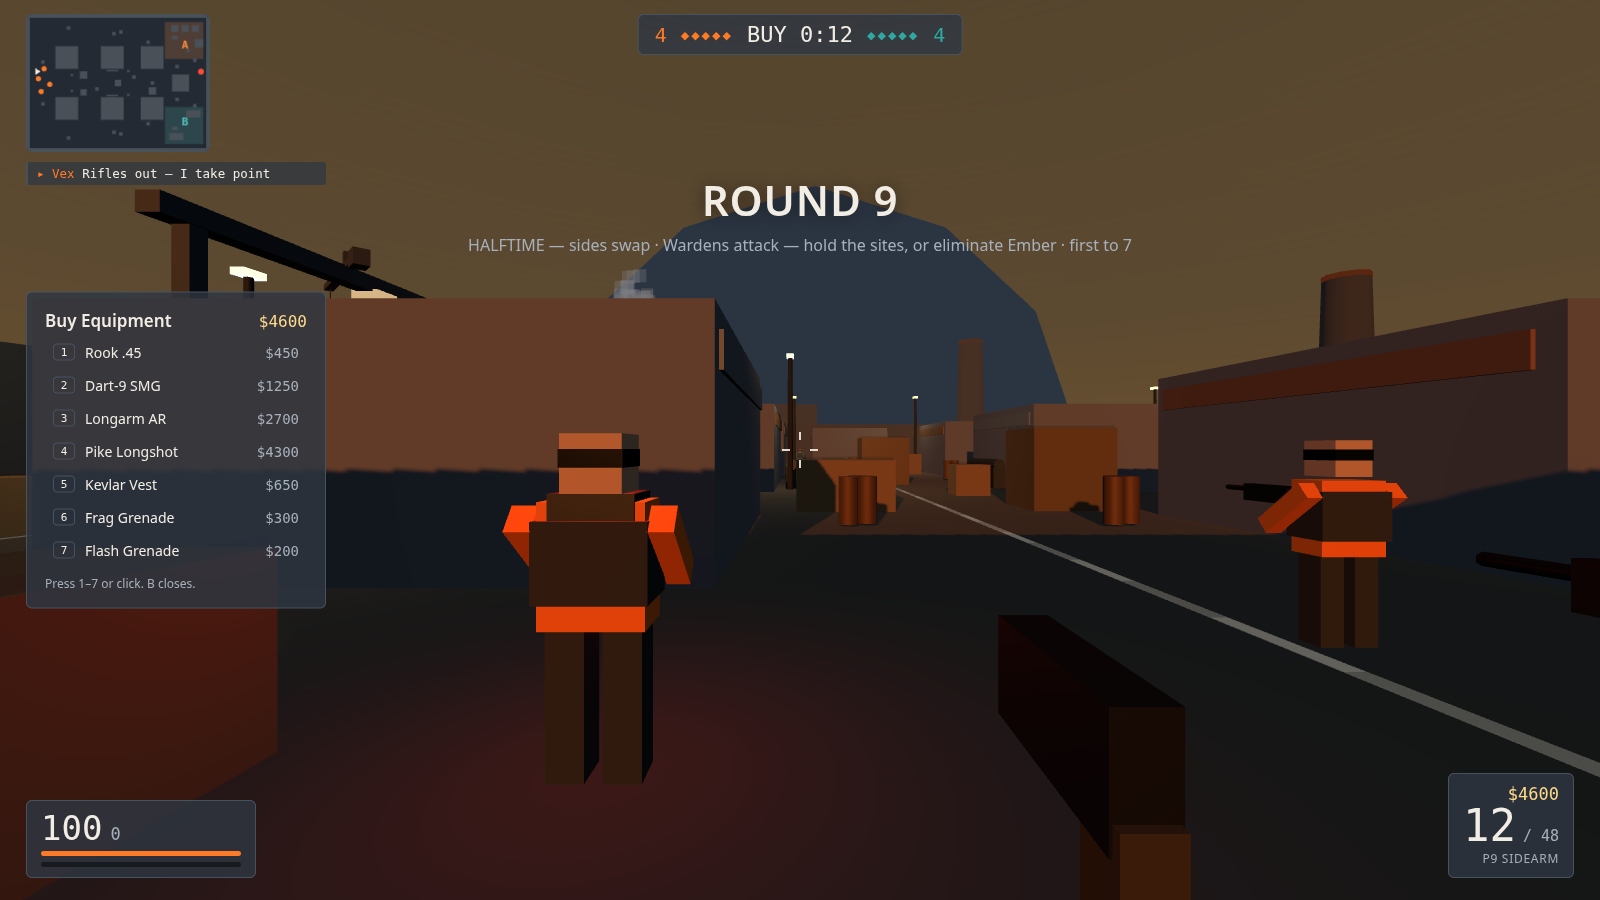 4 ◆◆◆◆◆ BUY 0:12 ◆◆◆◆◆ 4
A
B
▸ Vex Rifles out — I take point
ROUND 9
HALFTIME — sides swap · Wardens attack — hold the sites, or eliminate Ember · first to 7
Buy Equipment $4600
1 Rook .45 $450
2 Dart-9 SMG $1250
3 Longarm AR $2700
4 Pike Longshot $4300
5 Kevlar Vest $650
6 Frag Grenade $300
7 Flash Grenade $200
Press 1–7 or click. B closes.
100 0
$4600
12 / 48
P9 SIDEARM